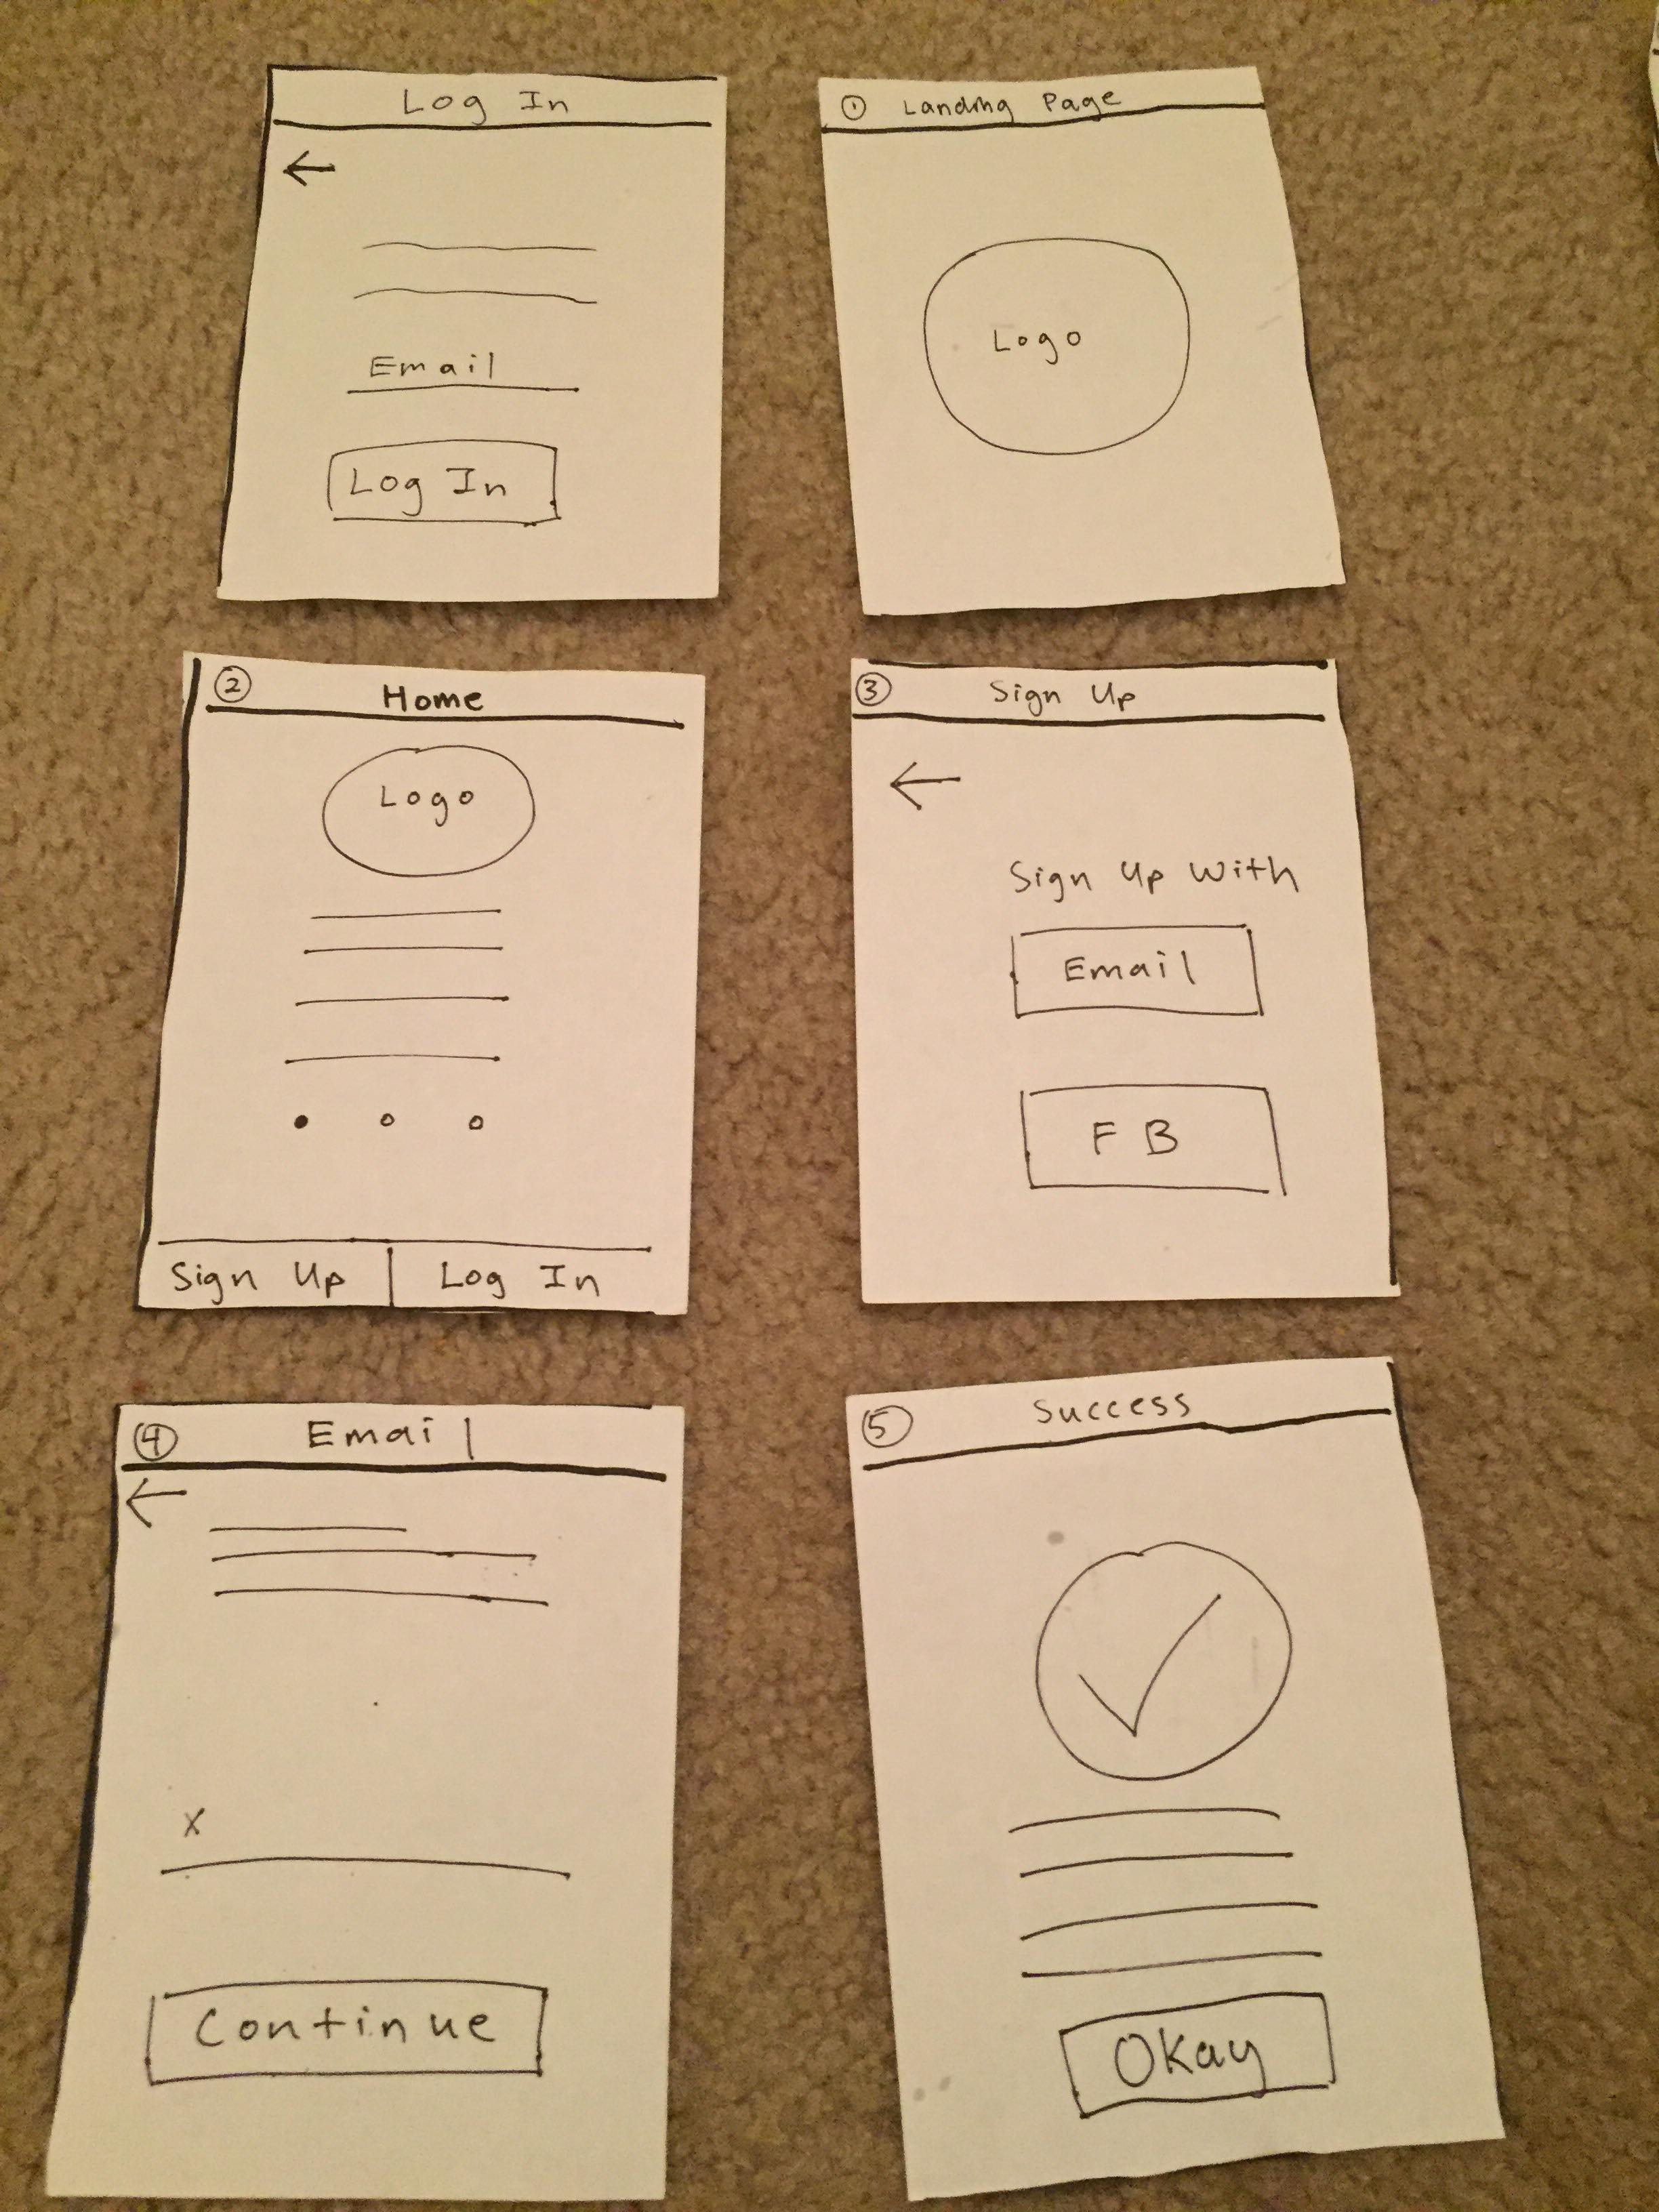 Log In
Email
Log In
1 Landing Page
Logo
2 Home
Logo
Sign Up | Log In
3 Sign Up
Sign Up With
Email
FB
4 Email
x
Continue
5 Success
Okay